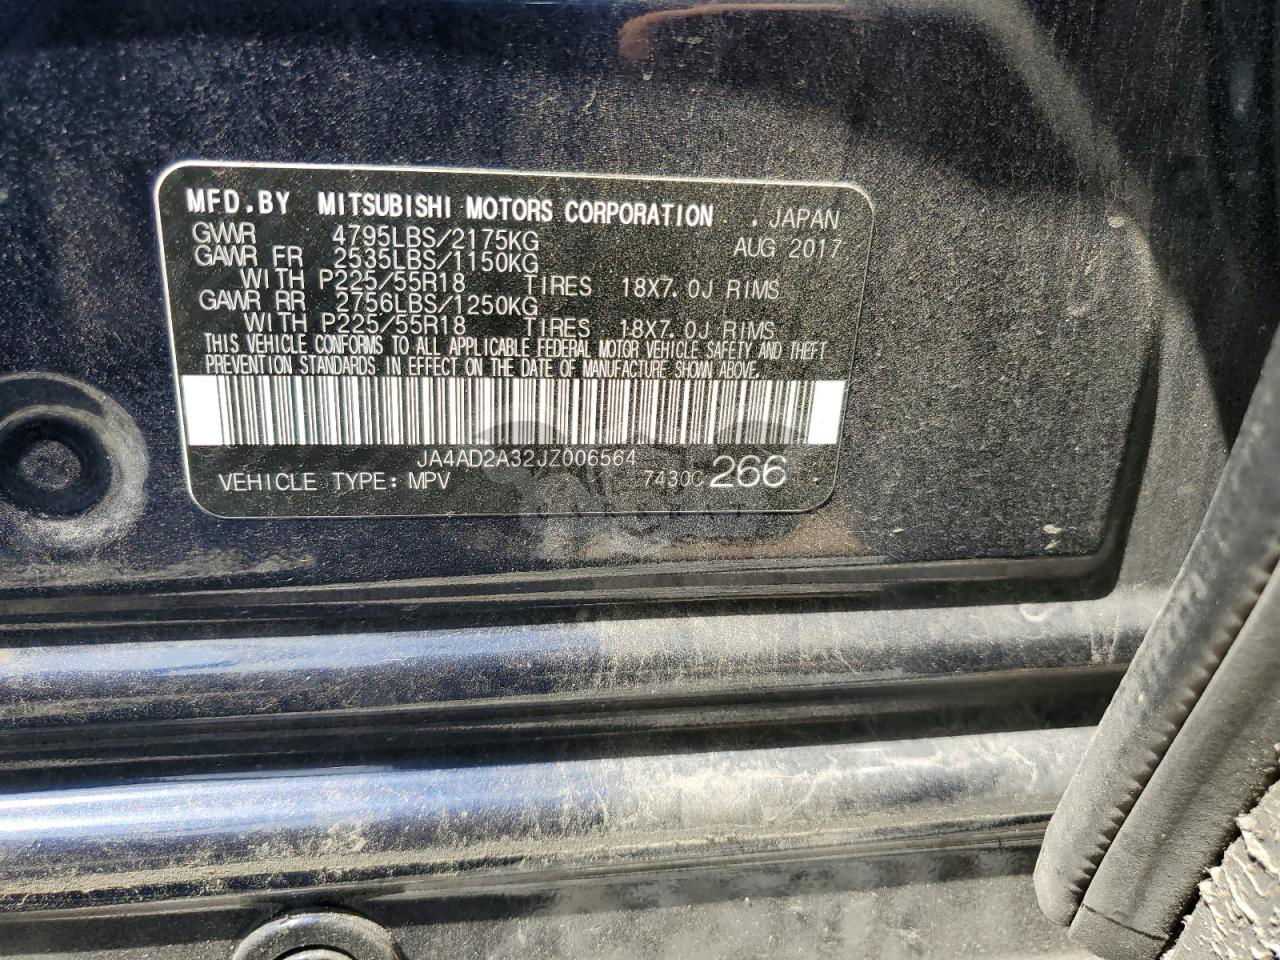 MFD.BY MITSUBISHI MOTORS CORPORATION . JAPAN
GVWR 4795LBS/2175KG AUG 2017
GAWR FR 2535LBS/1150KG
WITH P225/55R18 TIRES 18X7.0J RIMS
GAWR RR 2756LBS/1250KG
WITH P225/55R18 TIRES 18X7.0J RIMS
THIS VEHICLE CONFORMS TO ALL APPLICABLE FEDERAL MOTOR VEHICLE SAFETY AND THEFT
PREVENTION STANDARDS IN EFFECT ON THE DATE OF MANUFACTURE SHOWN ABOVE.
JA4AD2A32JZ006564
VEHICLE TYPE: MPV 7430C 266